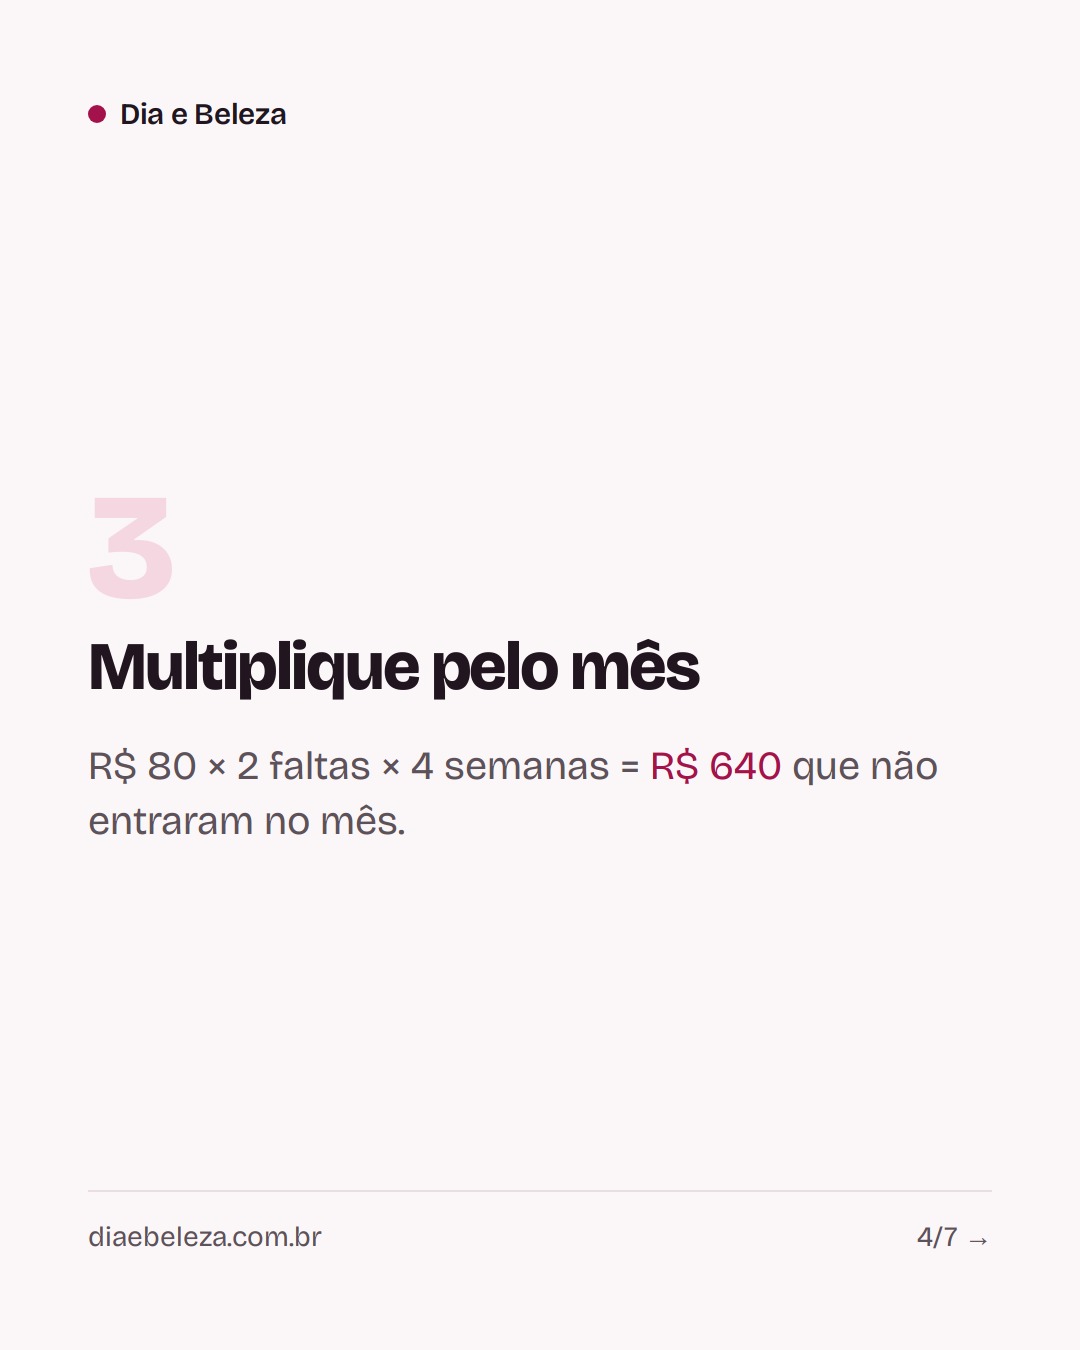 Dia e Beleza
3
Multiplique pelo mês
R$ 80 × 2 faltas × 4 semanas = R$ 640 que não
entraram no mês.
diaebeleza.com.br
4/7 →